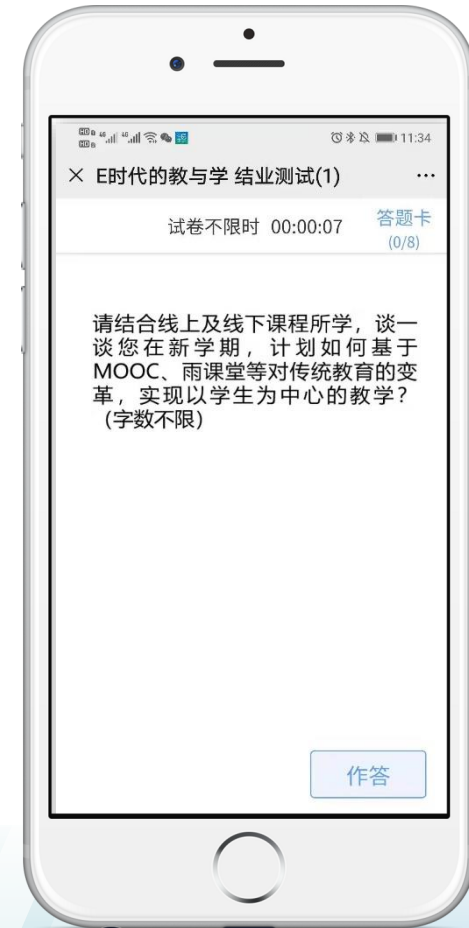 11:34
× E时代的教与学 结业测试(1) ···
试卷不限时 00:00:07 答题卡
(0/8)
请结合线上及线下课程所学，谈一
谈您在新学期，计划如何基于
MOOC、雨课堂等对传统教育的变
革，实现以学生为中心的教学？
（字数不限）
作答